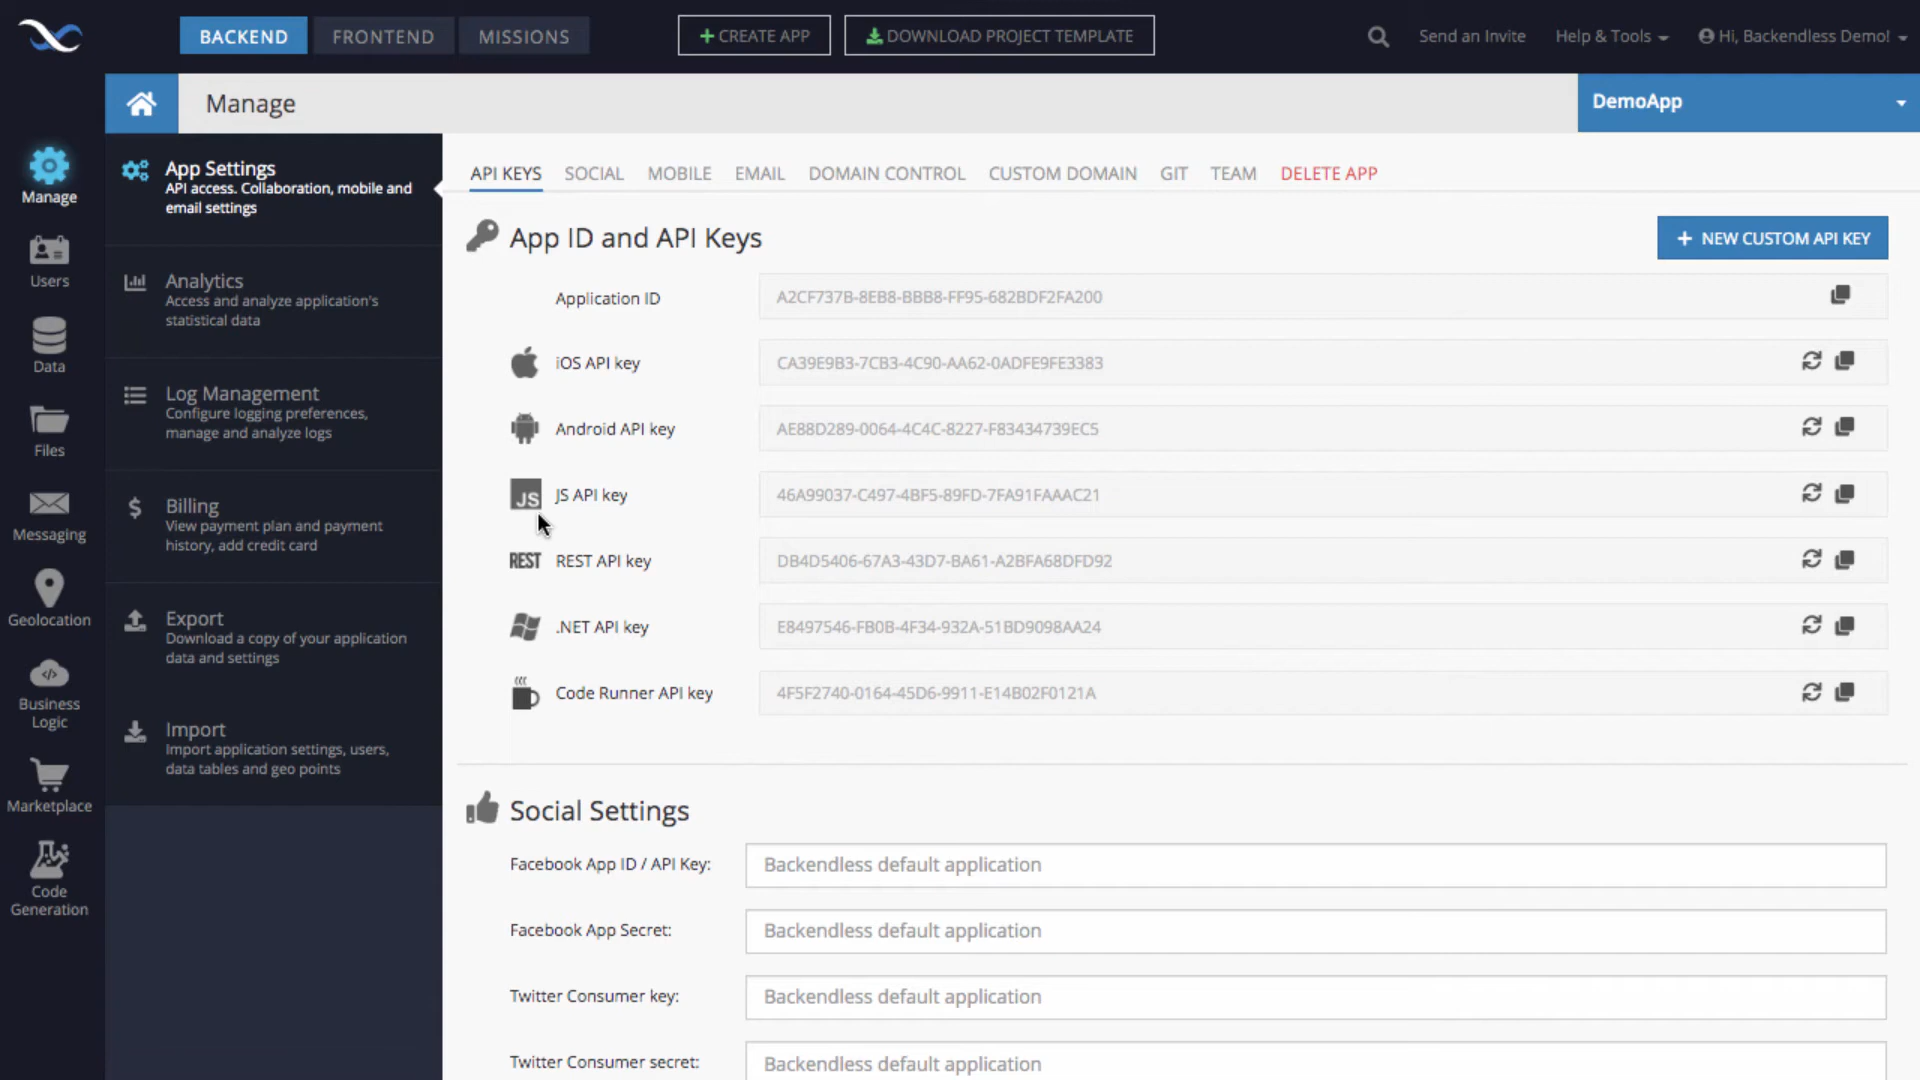 BACKEND
FRONTEND
MISSIONS
+ CREATE APP
DOWNLOAD PROJECT TEMPLATE
Send an Invite
Help & Tools
Hi, Backendless Demo!
Manage
DemoApp
Manage
Users
Data
Files
Messaging
Geolocation
Business
Logic
Marketplace
Code
Generation
App Settings
API access. Collaboration, mobile and
email settings
Analytics
Access and analyze application's
statistical data
Log Management
Configure logging preferences,
manage and analyze logs
$ Billing
View payment plan and payment
history, add credit card
Export
Download a copy of your application
data and settings
Import
Import application settings, users,
data tables and geo points
API KEYS
SOCIAL
MOBILE
EMAIL
DOMAIN CONTROL
CUSTOM DOMAIN
GIT
TEAM
DELETE APP
App ID and API Keys
+ NEW CUSTOM API KEY
Application ID
A2CF737B-8EB8-BBB8-FF95-682BDF2FA200
iOS API key
CA39E9B3-7CB3-4C90-AA62-0ADFE9FE3383
Android API key
AE88D289-0064-4C4C-8227-F83434739EC5
JS JS API key
46A99037-C497-4BF5-89FD-7FA91FAAAC21
REST REST API key
DB4D5406-67A3-43D7-BA61-A2BFA68DFD92
.NET API key
E8497546-FB0B-4F34-932A-51BD9098AA24
Code Runner API key
4F5F2740-0164-45D6-9911-E14B02F0121A
Social Settings
Facebook App ID / API Key:
Backendless default application
Facebook App Secret:
Backendless default application
Twitter Consumer key:
Backendless default application
Twitter Consumer secret:
Backendless default application